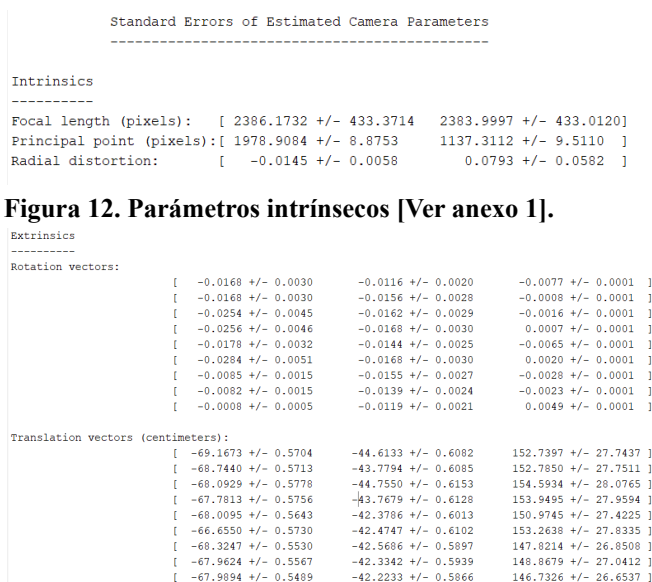 Standard Errors of Estimated Camera Parameters
----------------------------------------------
Intrinsics
----------
Focal length (pixels):   [ 2386.1732 +/- 433.3714   2383.9997 +/- 433.0120]
Principal point (pixels):[ 1978.9084 +/- 8.8753   1137.3112 +/- 9.5110  ]
Radial distortion:       [   -0.0145 +/- 0.0058      0.0793 +/- 0.0582  ]
Figura 12. Parámetros intrínsecos [Ver anexo 1].
Extrinsics
----------
Rotation vectors:
[   -0.0168 +/- 0.0030     -0.0116 +/- 0.0020     -0.0077 +/- 0.0001  ]
[   -0.0168 +/- 0.0030     -0.0156 +/- 0.0028     -0.0008 +/- 0.0001  ]
[   -0.0254 +/- 0.0045     -0.0162 +/- 0.0029     -0.0016 +/- 0.0001  ]
[   -0.0256 +/- 0.0046     -0.0168 +/- 0.0030      0.0007 +/- 0.0001  ]
[   -0.0178 +/- 0.0032     -0.0144 +/- 0.0025     -0.0065 +/- 0.0001  ]
[   -0.0284 +/- 0.0051     -0.0168 +/- 0.0030      0.0020 +/- 0.0001  ]
[   -0.0085 +/- 0.0015     -0.0155 +/- 0.0027     -0.0028 +/- 0.0001  ]
[   -0.0082 +/- 0.0015     -0.0139 +/- 0.0024     -0.0023 +/- 0.0001  ]
[   -0.0008 +/- 0.0005     -0.0119 +/- 0.0021      0.0049 +/- 0.0001  ]
Translation vectors (centimeters):
[  -69.1673 +/- 0.5704    -44.6133 +/- 0.6082    152.7397 +/- 27.7437 ]
[  -68.7440 +/- 0.5713    -43.7794 +/- 0.6085    152.7850 +/- 27.7511 ]
[  -68.0929 +/- 0.5778    -44.7550 +/- 0.6153    154.5934 +/- 28.0765 ]
[  -67.7813 +/- 0.5756    -43.7679 +/- 0.6128    153.9495 +/- 27.9594 ]
[  -68.0095 +/- 0.5643    -42.3786 +/- 0.6013    150.9745 +/- 27.4225 ]
[  -66.6550 +/- 0.5730    -42.4747 +/- 0.6102    153.2638 +/- 27.8335 ]
[  -68.3247 +/- 0.5530    -42.5686 +/- 0.5897    147.8214 +/- 26.8508 ]
[  -67.9624 +/- 0.5567    -42.3342 +/- 0.5939    148.8679 +/- 27.0412 ]
[  -67.9894 +/- 0.5489    -42.2233 +/- 0.5866    146.7326 +/- 26.6537 ]